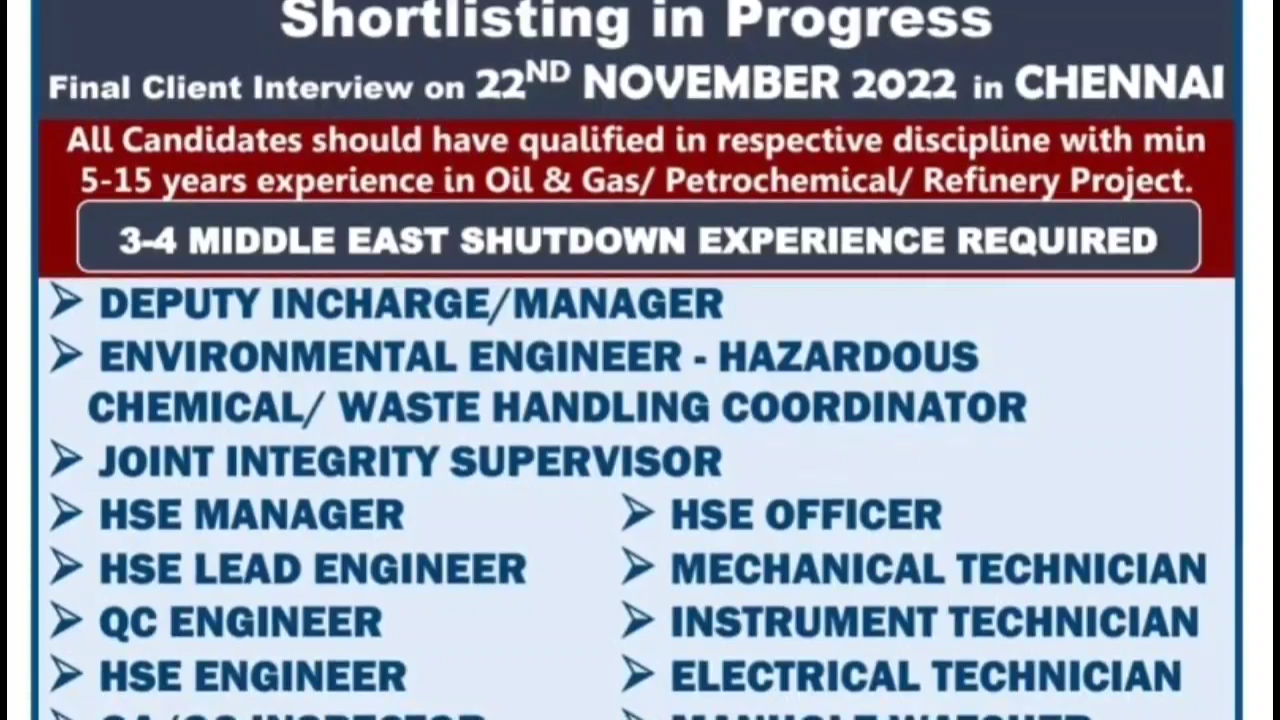 Shortlisting in Progress
Final Client Interview on 22ND NOVEMBER 2022 in CHENNAI
All Candidates should have qualified in respective discipline with min
5-15 years experience in Oil & Gas/ Petrochemical/ Refinery Project.
3-4 MIDDLE EAST SHUTDOWN EXPERIENCE REQUIRED
➢ DEPUTY INCHARGE/MANAGER
➢ ENVIRONMENTAL ENGINEER - HAZARDOUS
CHEMICAL/ WASTE HANDLING COORDINATOR
➢ JOINT INTEGRITY SUPERVISOR
➢ HSE MANAGER
➢ HSE LEAD ENGINEER
➢ QC ENGINEER
➢ HSE ENGINEER
➢ HSE OFFICER
➢ MECHANICAL TECHNICIAN
➢ INSTRUMENT TECHNICIAN
➢ ELECTRICAL TECHNICIAN